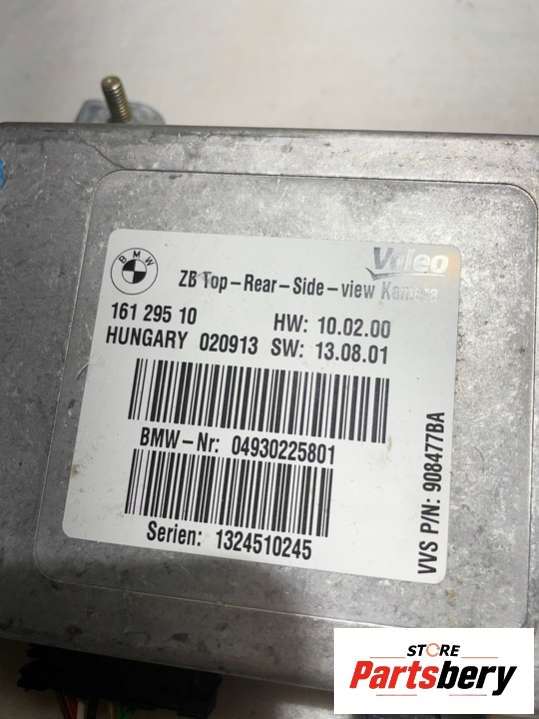 BMW
Valeo
ZB Top-Rear-Side-view Kamera
161 295 10 HW: 10.02.00
HUNGARY 020913 SW: 13.08.01
BMW-Nr: 04930225801
Serien: 1324510245
VVS P/N: 908477BA
STORE
Partsbery